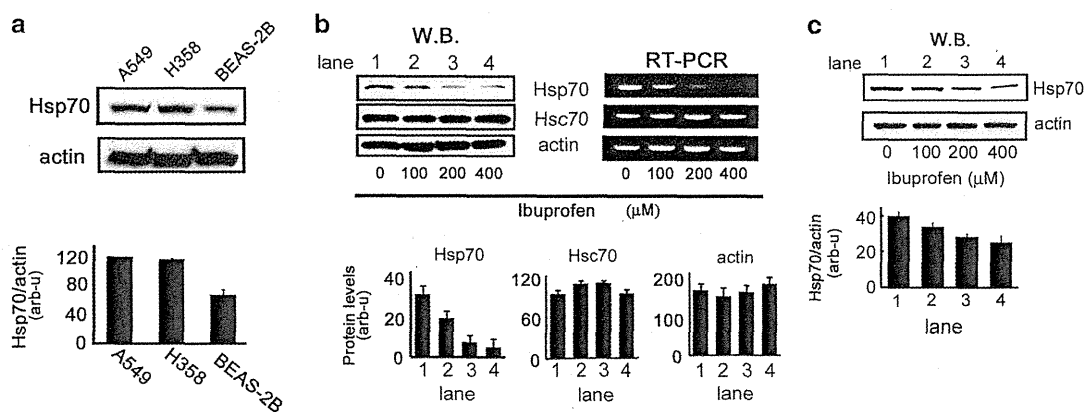 a
A549
H358
BEAS-2B
Hsp70
actin
Hsp70/actin
(arb-u)
120
80
40
0
A549
H358
BEAS-2B
b
W.B.
lane 1 2 3 4
RT-PCR
Hsp70
Hsc70
actin
0 100 200 400
0 100 200 400
Ibuprofen (μM)
Protein levels
(arb-u)
Hsp70
40
20
0
1 2 3 4
lane
Hsc70
120
60
0
1 2 3 4
lane
actin
200
100
0
1 2 3 4
lane
c
W.B.
lane 1 2 3 4
Hsp70
actin
0 100 200 400
Ibuprofen (μM)
Hsp70/actin
(arb-u)
40
20
0
1 2 3 4
lane